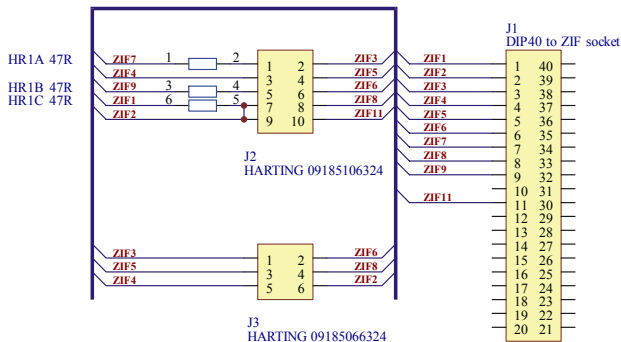 J1
DIP40 to ZIF socket
HR1A 47R ZIF7 1 2 1 2 ZIF3 ZIF1 1 40
ZIF4 3 4 ZIF5 ZIF2 2 39
HR1B 47R ZIF9 3 4 5 6 ZIF6 ZIF3 3 38
HR1C 47R ZIF1 6 5 7 8 ZIF8 ZIF4 4 37
ZIF2 9 10 ZIF11 ZIF5 5 36
ZIF6 6 35
ZIF7 7 34
J2 ZIF8 8 33
HARTING 09185106324 ZIF9 9 32
10 31
ZIF11 11 30
12 29
13 28
ZIF3 1 2 ZIF6 14 27
ZIF5 3 4 ZIF8 15 26
ZIF4 5 6 ZIF2 16 25
17 24
18 23
J3 19 22
HARTING 09185066324 20 21